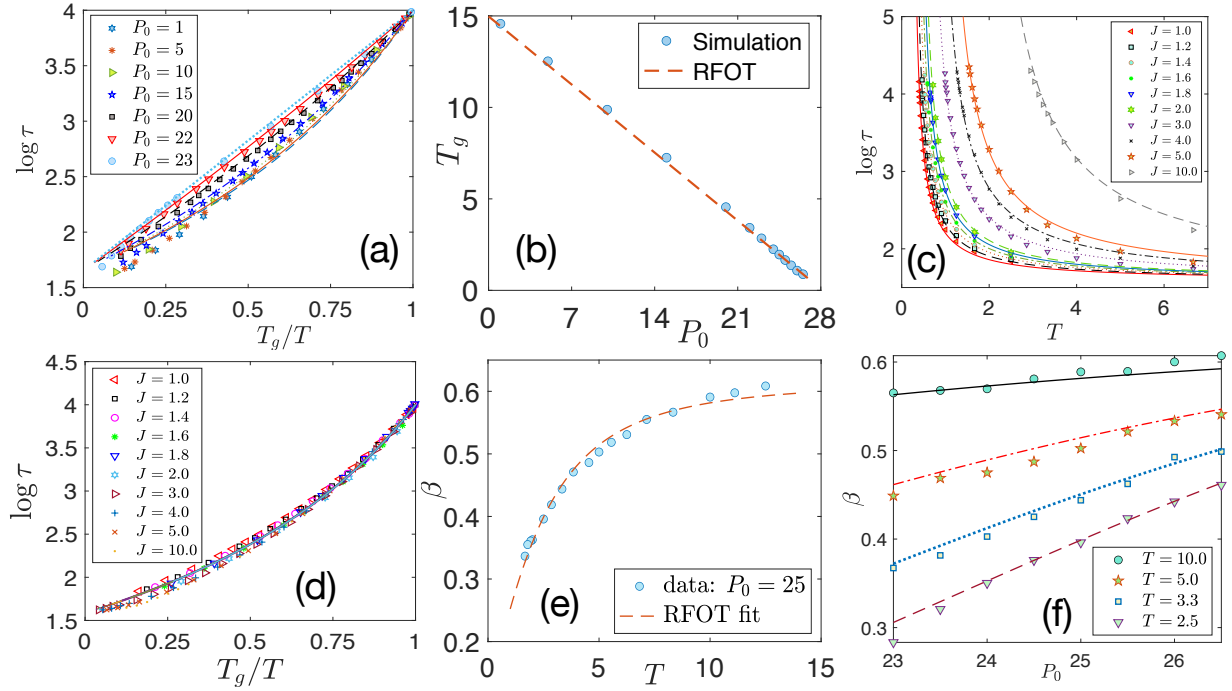 4
3.5
3
2.5
2
1.5
log τ
P₀ = 1
P₀ = 5
P₀ = 10
P₀ = 15
P₀ = 20
P₀ = 22
P₀ = 23
(a)
0 0.25 0.5 0.75 1
T_g/T
15
10
5
0
T_g
Simulation
RFOT
(b)
0 7 14 21 28
P₀
5
4
3
2
log τ
J = 1.0
J = 1.2
J = 1.4
J = 1.6
J = 1.8
J = 2.0
J = 3.0
J = 4.0
J = 5.0
J = 10.0
(c)
0 2 4 6
T
4.5
4
3.5
3
2.5
2
1.5
log τ
J = 1.0
J = 1.2
J = 1.4
J = 1.6
J = 1.8
J = 2.0
J = 3.0
J = 4.0
J = 5.0
J = 10.0
(d)
0 0.25 0.5 0.75 1
T_g/T
0.6
0.5
0.4
0.3
0.2
β
(e)
data: P₀ = 25
RFOT fit
0 5 10 15
T
0.6
0.5
0.4
0.3
β
(f)
T = 10.0
T = 5.0
T = 3.3
T = 2.5
23 24 25 26
P₀